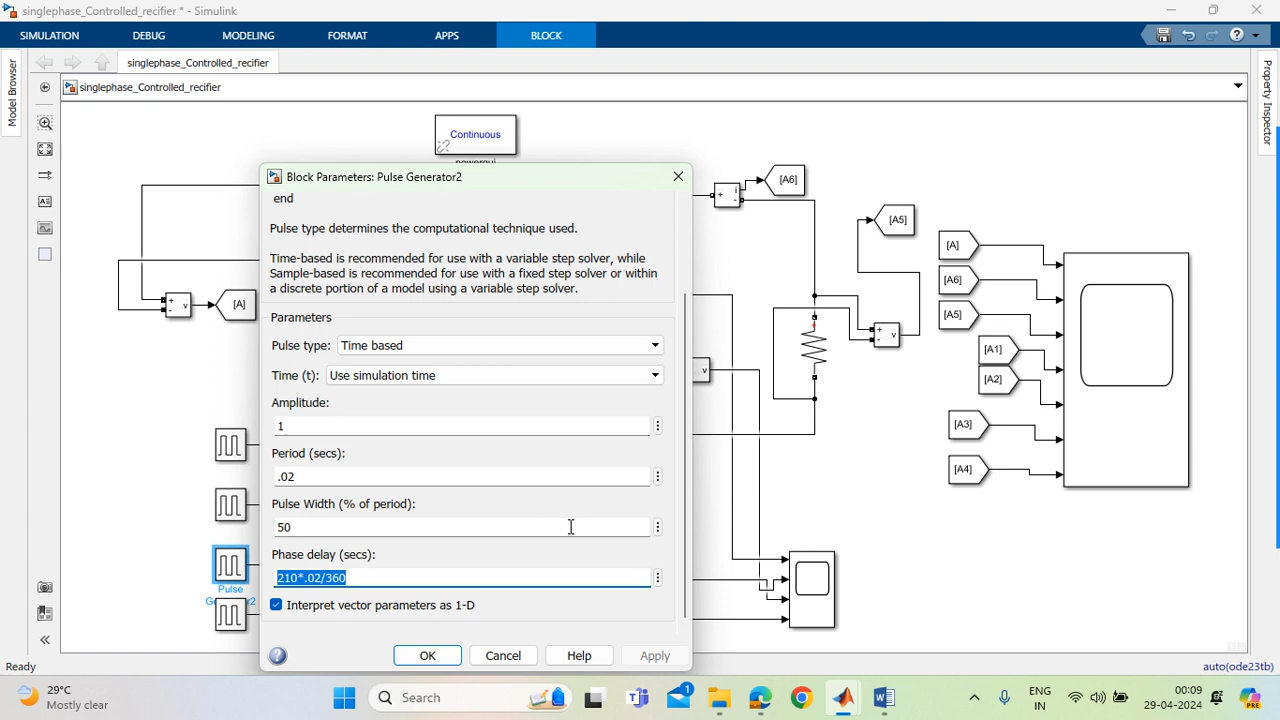 singlephase_Controlled_recifier * - Simulink
SIMULATION DEBUG MODELING FORMAT APPS BLOCK
singlephase_Controlled_recifier
singlephase_Controlled_recifier
Model Browser
Property Inspector
Continuous
Block Parameters: Pulse Generator2
end
Pulse type determines the computational technique used.
Time-based is recommended for use with a variable step solver, while
Sample-based is recommended for use with a fixed step solver or within
a discrete portion of a model using a variable step solver.
Parameters
Pulse type: Time based
Time (t): Use simulation time
Amplitude:
1
Period (secs):
.02
Pulse Width (% of period):
50
Phase delay (secs):
210*.02/360
Interpret vector parameters as 1-D
OK Cancel Help Apply
+
-
v
[A]
Pulse
v
+
i
-
[A6]
[A5]
+
-
v
+
[A]
[A6]
[A5]
[A1]
[A2]
[A3]
[A4]
Ready
auto(ode23tb)
29°C
Mostly clear
Search
1
ENG
IN
00:09
29-04-2024
PRE